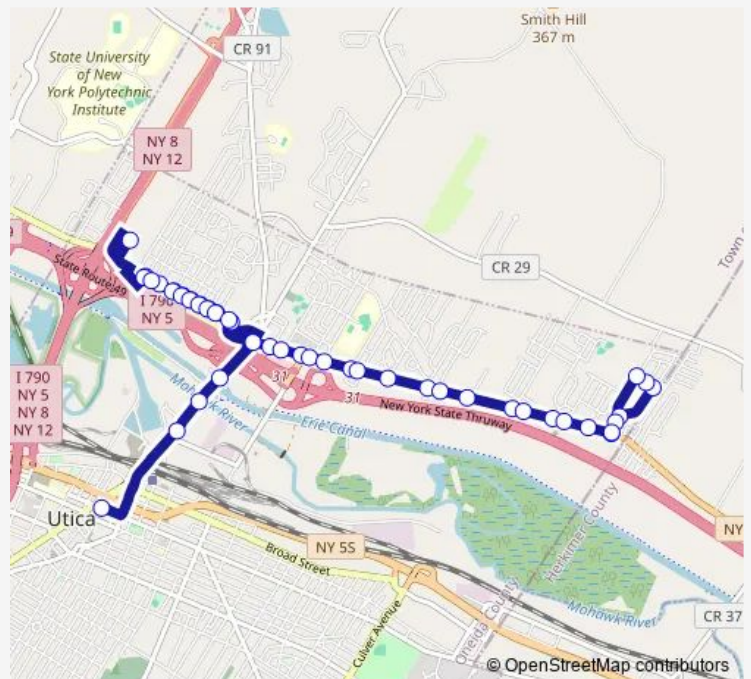 Smith Hill
367 m
CR 91
State University
of New
York Polytechnic
Institute
NY 8
NY 12
Town
CR 29
State Route 49
I 790
NY 5
31
31
I 790
NY 5
NY 8
NY 12
Mohawk River
Erie Canal
New York State Thruway
Utica
NY 5S
Broad Street
Herkimer County
NY
Mohawk River
CR 37
Culver Avenue
Oneida County
© OpenStreetMap contributors